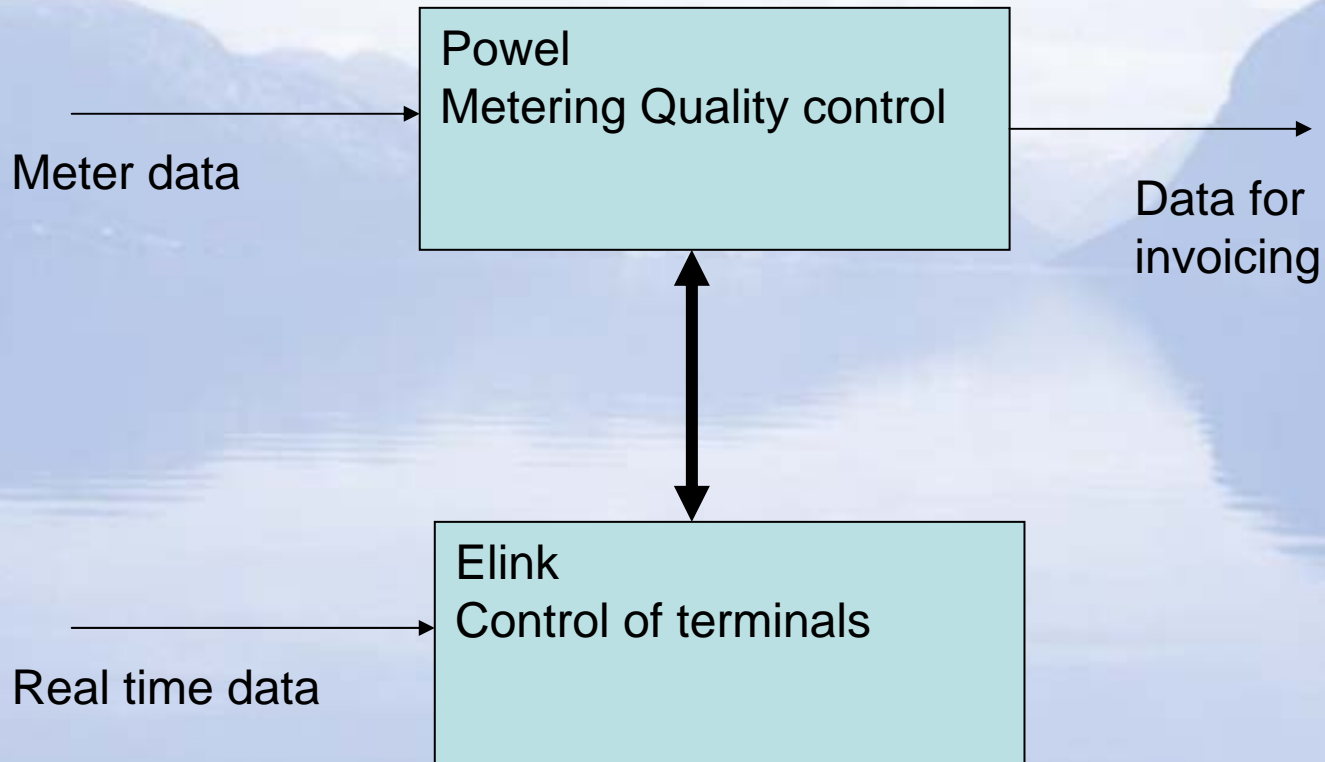 Powel
Metering Quality control
Meter data
Data for
invoicing
Elink
Control of terminals
Real time data